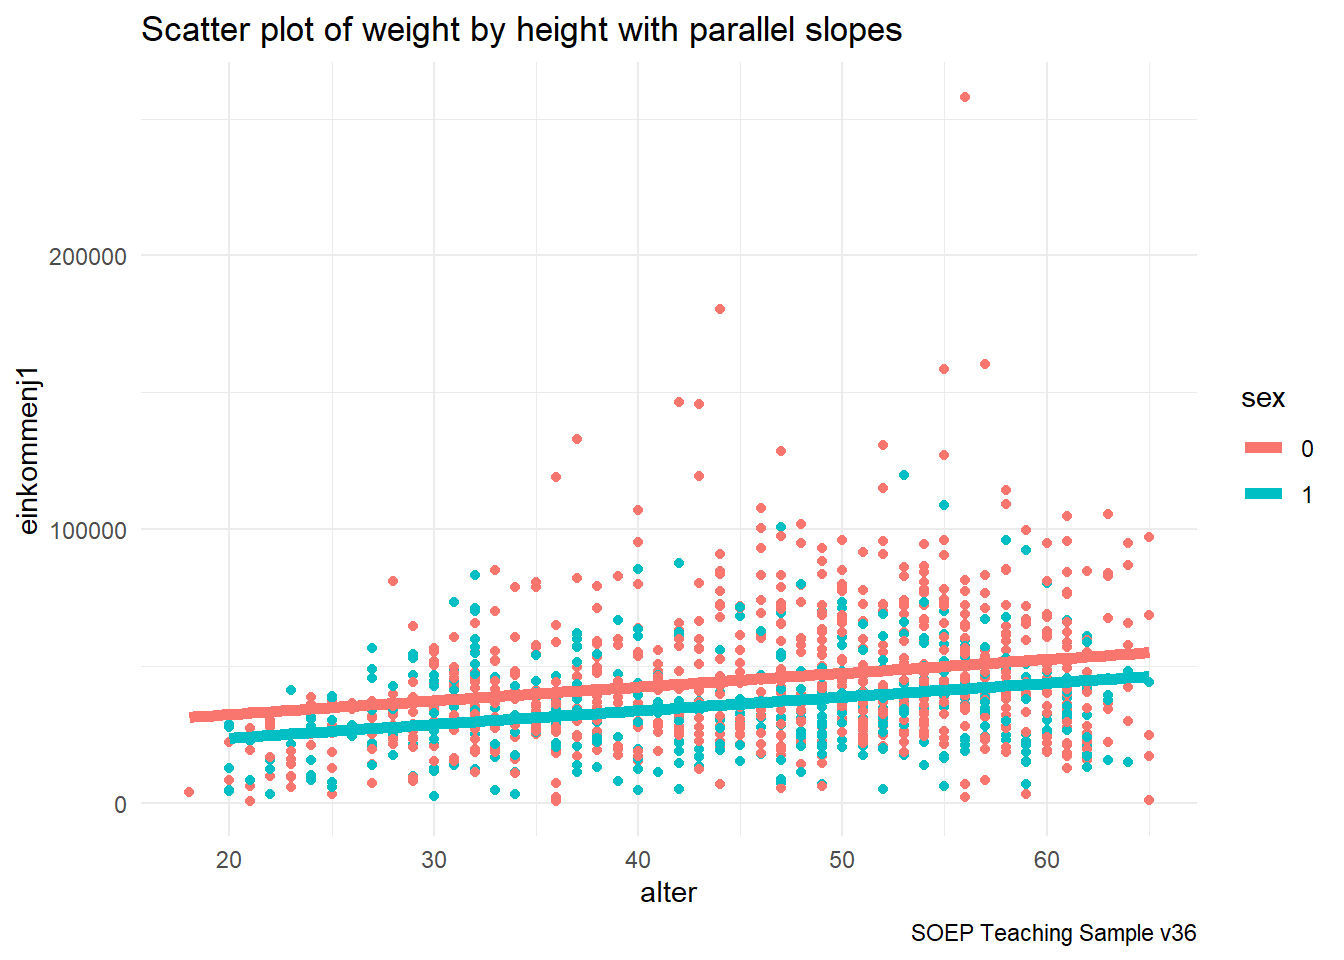 Scatter plot of weight by height with parallel slopes
einkommenj1
200000
100000
0
20
30
40
50
60
alter
sex
0
1
SOEP Teaching Sample v36